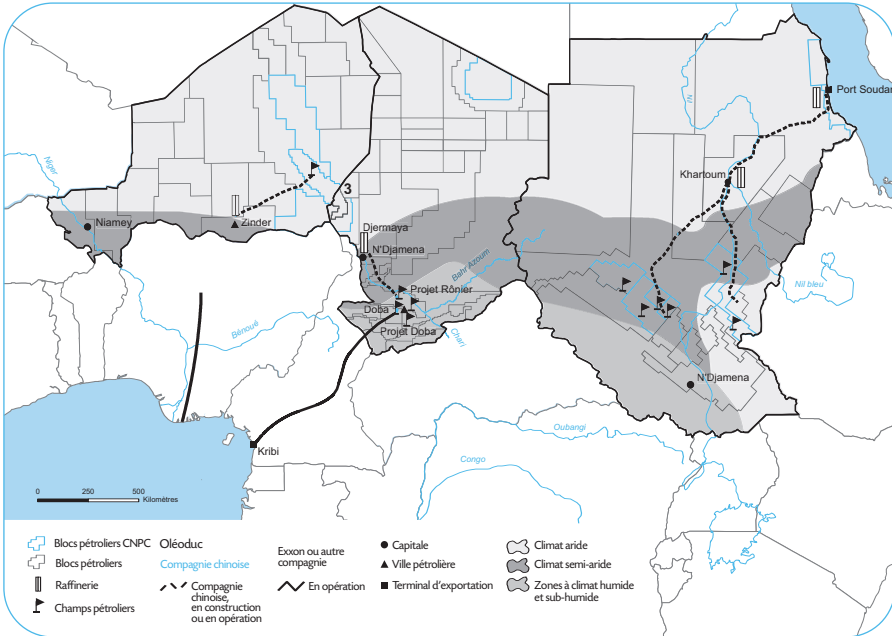 Port Soudan
Nil
Niger
Khartoum
3
Niamey
Zinder
Djermaya
N'Djamena
Bahr Azoum
Projet Rônier
Nil bleu
Doba
Bénoué
Projet Doba
Chari
N'Djamena
Kribi
Oubangi
Congo
0 250 500
Kilomètres
Blocs pétroliers CNPC
Blocs pétroliers
Raffinerie
Champs pétroliers
Oléoduc
Compagnie chinoise
Compagnie
chinoise,
en construction
ou en opération
Exxon ou autre
compagnie
En opération
Capitale
Ville pétrolière
Terminal d'exportation
Climat aride
Climat semi-aride
Zones à climat humide
et sub-humide